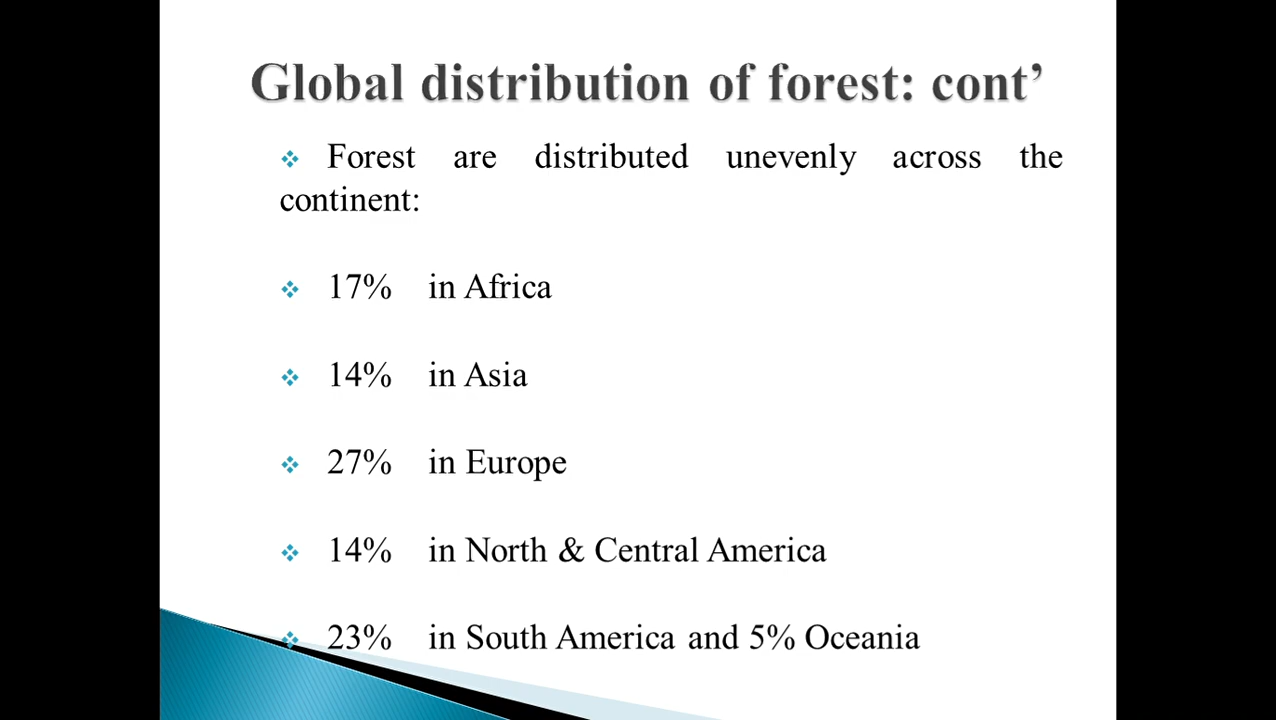 Global distribution of forest: cont’
Forest are distributed unevenly across the
continent:
17% in Africa
14% in Asia
27% in Europe
14% in North & Central America
23% in South America and 5% Oceania